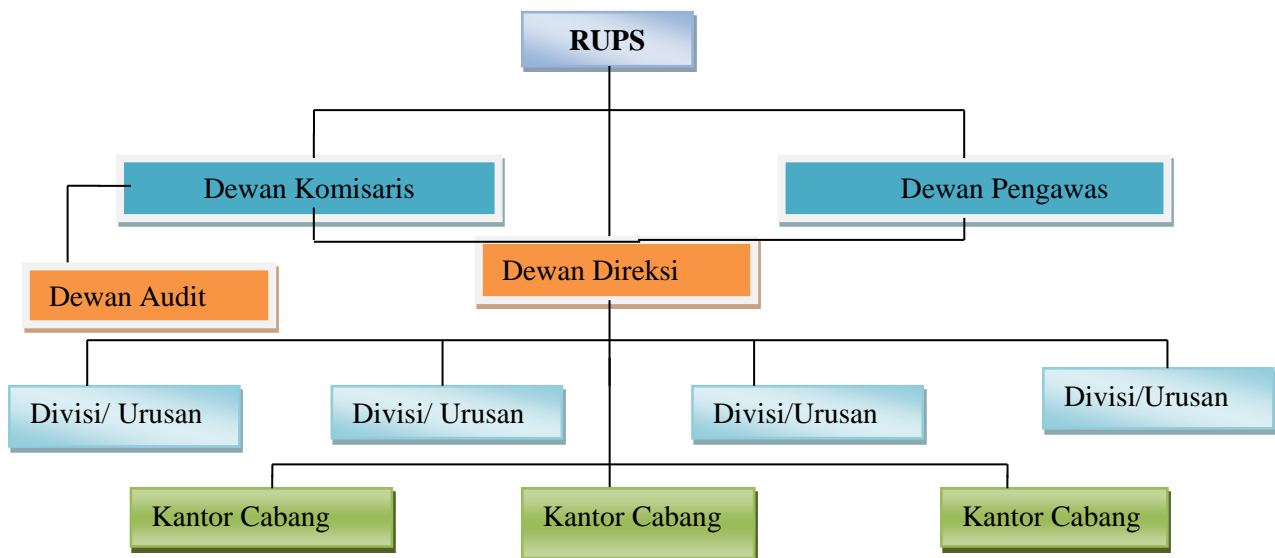 RUPS
Dewan Komisaris
Dewan Pengawas
Dewan Direksi
Dewan Audit
Divisi/ Urusan
Divisi/ Urusan
Divisi/Urusan
Divisi/Urusan
Kantor Cabang
Kantor Cabang
Kantor Cabang